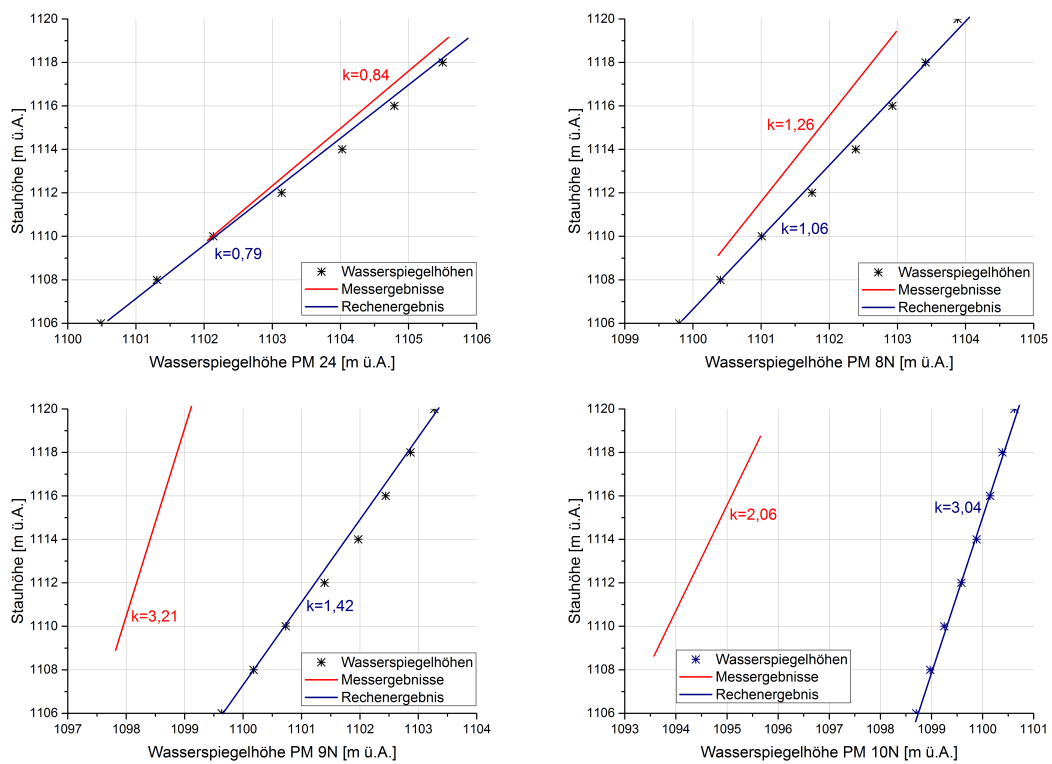 1120
1118
1116
1114
1112
1110
1108
1106
Stauhöhe [m ü.A.]
k=0,84
k=0,79
Wasserspiegelhöhen
Messergebnisse
Rechenergebnis
1100 1101 1102 1103 1104 1105 1106
Wasserspiegelhöhe PM 24 [m ü.A.]
1120
1118
1116
1114
1112
1110
1108
1106
Stauhöhe [m ü.A.]
k=1,26
k=1,06
Wasserspiegelhöhen
Messergebnisse
Rechenergebnis
1099 1100 1101 1102 1103 1104 1105
Wasserspiegelhöhe PM 8N [m ü.A.]
1120
1118
1116
1114
1112
1110
1108
1106
Stauhöhe [m ü.A.]
k=3,21
k=1,42
Wasserspiegelhöhen
Messergebnisse
Rechenergebnis
1097 1098 1099 1100 1101 1102 1103 1104
Wasserspiegelhöhe PM 9N [m ü.A.]
1120
1118
1116
1114
1112
1110
1108
1106
Stauhöhe [m ü.A.]
k=2,06
k=3,04
Wasserspiegelhöhen
Messergebnisse
Rechenergebnis
1093 1094 1095 1096 1097 1098 1099 1100 1101
Wasserspiegelhöhe PM 10N [m ü.A.]